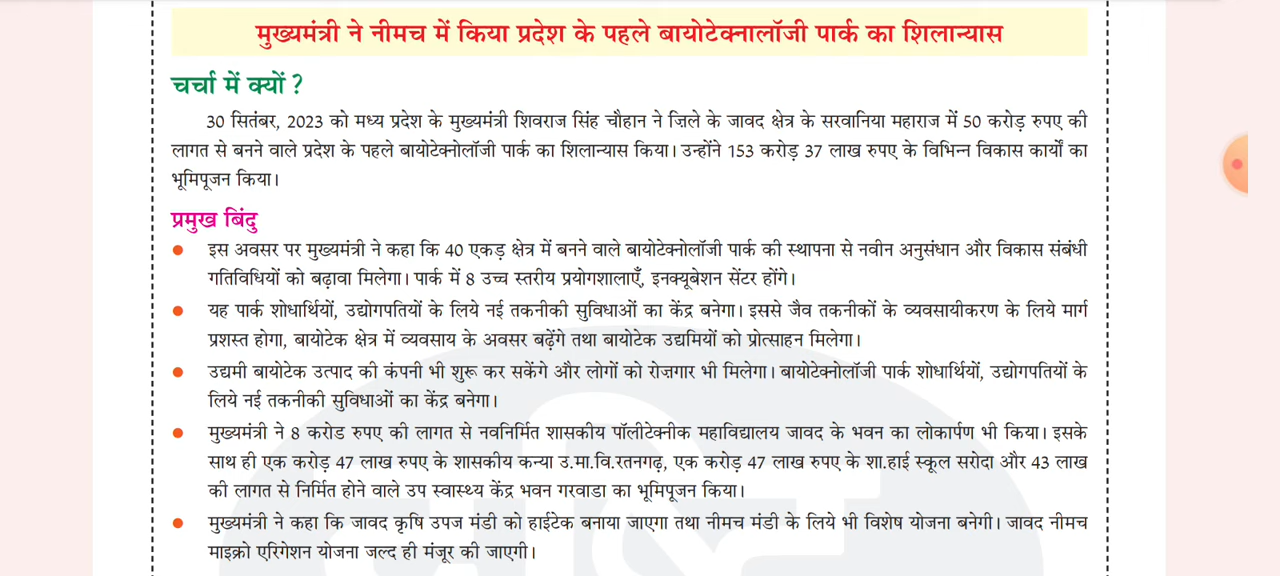 मुख्यमंत्री ने नीमच में किया प्रदेश के पहले बायोटेक्नालॉजी पार्क का शिलान्यास
चर्चा में क्यों ?
30 सितंबर, 2023 को मध्य प्रदेश के मुख्यमंत्री शिवराज सिंह चौहान ने ज़िले के जावद क्षेत्र के सरवानिया महाराज में 50 करोड़ रुपए की
लागत से बनने वाले प्रदेश के पहले बायोटेक्नोलॉजी पार्क का शिलान्यास किया। उन्होंने 153 करोड़ 37 लाख रुपए के विभिन्न विकास कार्यों का
भूमिपूजन किया।
प्रमुख बिंदु
● इस अवसर पर मुख्यमंत्री ने कहा कि 40 एकड़ क्षेत्र में बनने वाले बायोटेक्नोलॉजी पार्क की स्थापना से नवीन अनुसंधान और विकास संबंधी
गतिविधियों को बढ़ावा मिलेगा। पार्क में 8 उच्च स्तरीय प्रयोगशालाएँ, इनक्यूबेशन सेंटर होंगे।
● यह पार्क शोधार्थियों, उद्योगपतियों के लिये नई तकनीकी सुविधाओं का केंद्र बनेगा। इससे जैव तकनीकों के व्यवसायीकरण के लिये मार्ग
प्रशस्त होगा, बायोटेक क्षेत्र में व्यवसाय के अवसर बढ़ेंगे तथा बायोटेक उद्यमियों को प्रोत्साहन मिलेगा।
● उद्यमी बायोटेक उत्पाद की कंपनी भी शुरू कर सकेंगे और लोगों को रोज़गार भी मिलेगा। बायोटेक्नोलॉजी पार्क शोधार्थियों, उद्योगपतियों के
लिये नई तकनीकी सुविधाओं का केंद्र बनेगा।
● मुख्यमंत्री ने 8 करोड रुपए की लागत से नवनिर्मित शासकीय पॉलीटेक्नीक महाविद्यालय जावद के भवन का लोकार्पण भी किया। इसके
साथ ही एक करोड़ 47 लाख रुपए के शासकीय कन्या उ.मा.वि.रतनगढ़, एक करोड़ 47 लाख रुपए के शा.हाई स्कूल सरोदा और 43 लाख
की लागत से निर्मित होने वाले उप स्वास्थ्य केंद्र भवन गरवाडा का भूमिपूजन किया।
● मुख्यमंत्री ने कहा कि जावद कृषि उपज मंडी को हाईटेक बनाया जाएगा तथा नीमच मंडी के लिये भी विशेष योजना बनेगी। जावद नीमच
माइक्रो एरिगेशन योजना जल्द ही मंजूर की जाएगी।